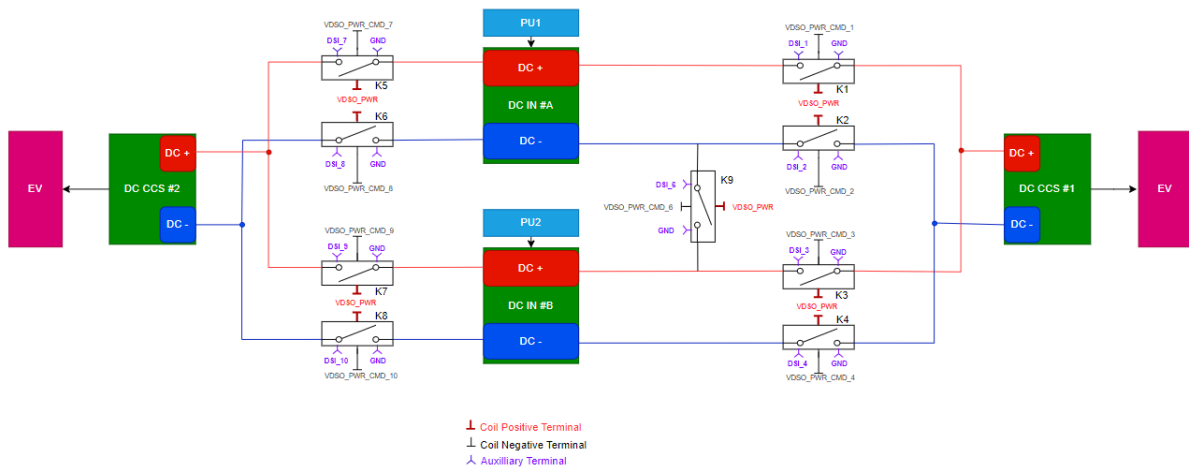 PU1
VDSO_PWR_CMD_7
DSI_7
GND
K5
VDSO_PWR
DC +
DC IN #A
DC -
VDSO_PWR_CMD_1
DSI_1
GND
K1
VDSO_PWR
K6
DSI_8
GND
VDSO_PWR_CMD_8
K2
DSI_2
GND
VDSO_PWR_CMD_2
EV
DC +
DC CCS #2
DC -
K9
DSI_6
VDSO_PWR_CMD_6
VDSO_PWR
GND
DC +
DC CCS #1
DC -
EV
PU2
VDSO_PWR_CMD_9
DSI_9
GND
K7
VDSO_PWR
DC +
DC IN #B
DC -
VDSO_PWR_CMD_3
DSI_3
GND
K3
VDSO_PWR
K8
DSI_10
GND
VDSO_PWR_CMD_10
K4
DSI_4
GND
VDSO_PWR_CMD_4
Coil Positive Terminal
Coil Negative Terminal
Auxilliary Terminal